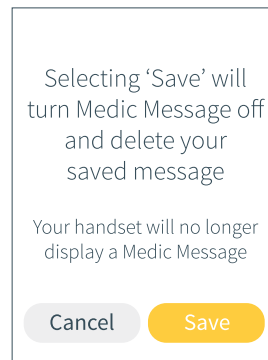 Selecting ‘Save’ will
turn Medic Message off
and delete your
saved message
Your handset will no longer
display a Medic Message
Cancel
Save